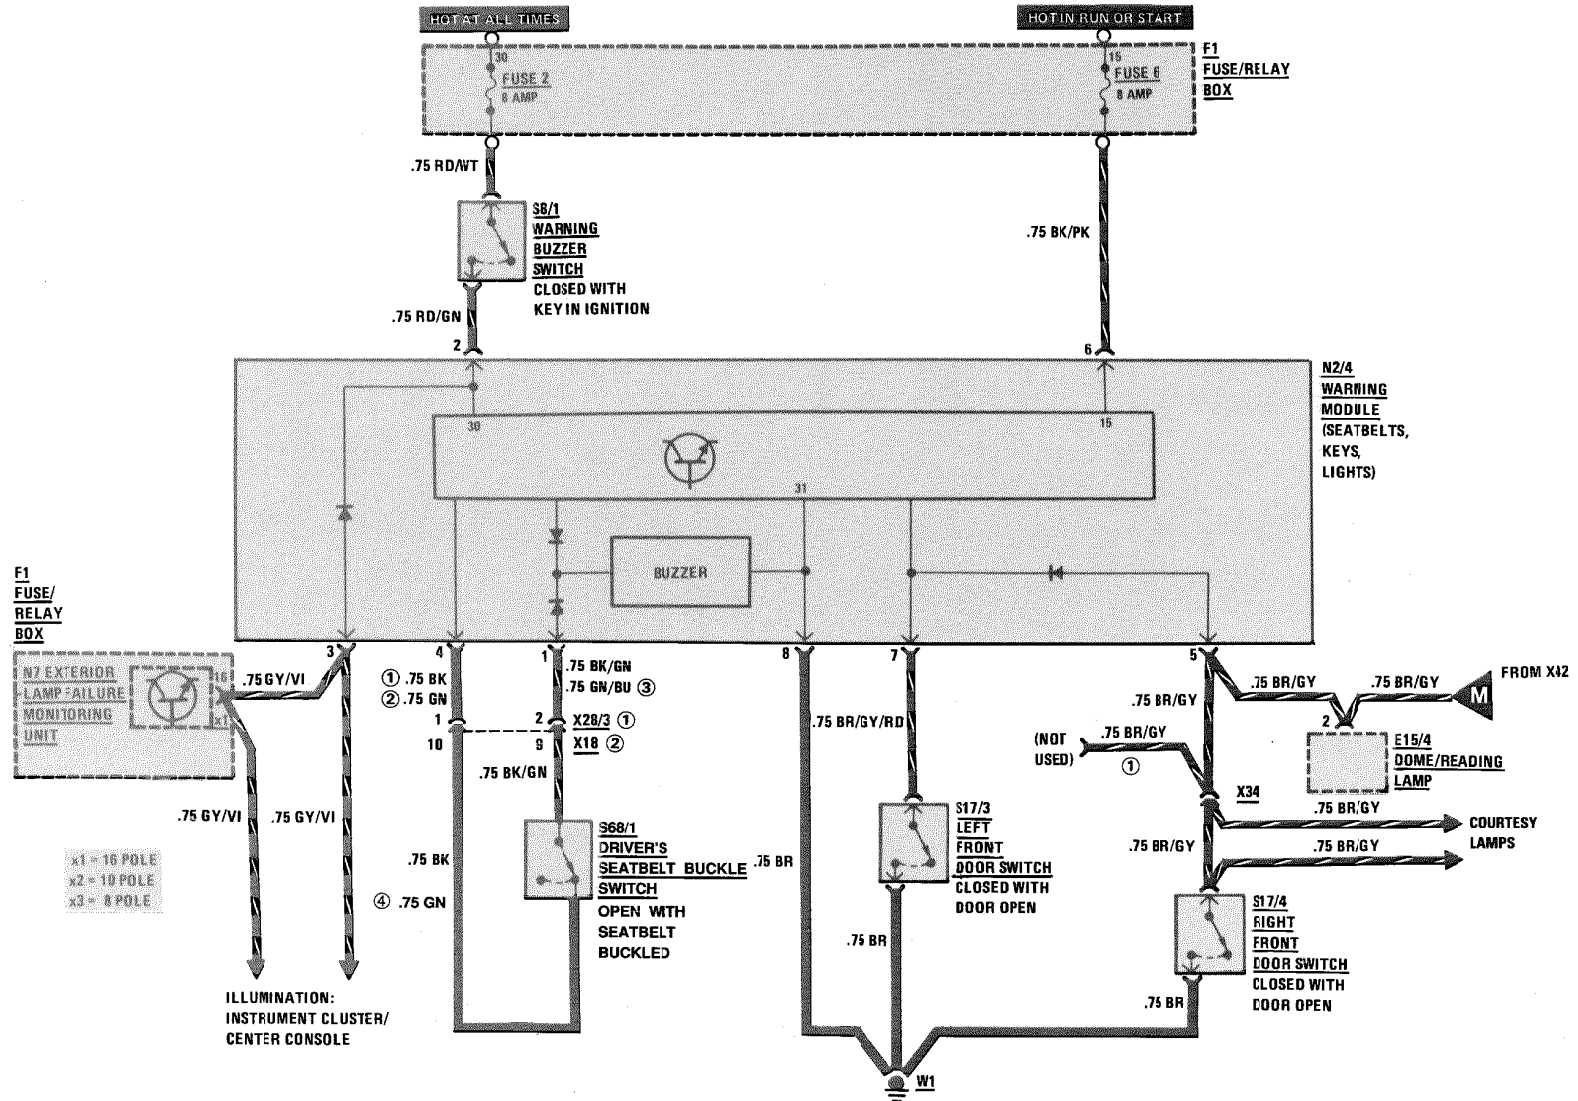 HOT AT ALL TIMES
HOT IN RUN OR START
30
FUSE 2
8 AMP
15
FUSE 6
8 AMP
F1
FUSE/RELAY
BOX
.75 RD/WT
S8/1
WARNING
BUZZER
SWITCH
CLOSED WITH
KEY IN IGNITION
.75 BK/PK
.75 RD/GN
2
6
N2/4
WARNING
MODULE
(SEATBELTS,
KEYS,
LIGHTS)
30
15
31
BUZZER
F1
FUSE/
RELAY
BOX
N7 EXTERIOR
LAMP FAILURE
MONITORING
UNIT
16
x1
.75 GY/VI
3
4
1
8
7
5
① .75 BK
② .75 GN
.75 BK/GN
.75 GN/BU ③
1
2
X28/3 ①
10
9
X18 ②
.75 BK/GN
.75 BR/GY/RD
.75 BR/GY
.75 BR/GY
.75 BR/GY
M
FROM X42
2
E15/4
DOME/READING
LAMP
(NOT
USED)
.75 BR/GY
①
X34
.75 BR/GY
COURTESY
LAMPS
.75 BR/GY
.75 BR/GY
.75 GY/VI
.75 GY/VI
x1 = 16 POLE
x2 = 10 POLE
x3 = 8 POLE
.75 BK
④ .75 GN
S68/1
DRIVER'S
SEATBELT BUCKLE
SWITCH
OPEN WITH
SEATBELT
BUCKLED
.75 BR
S17/3
LEFT
FRONT
DOOR SWITCH
CLOSED WITH
DOOR OPEN
.75 BR
S17/4
RIGHT
FRONT
DOOR SWITCH
CLOSED WITH
DOOR OPEN
.75 BR
ILLUMINATION:
INSTRUMENT CLUSTER/
CENTER CONSOLE
W1